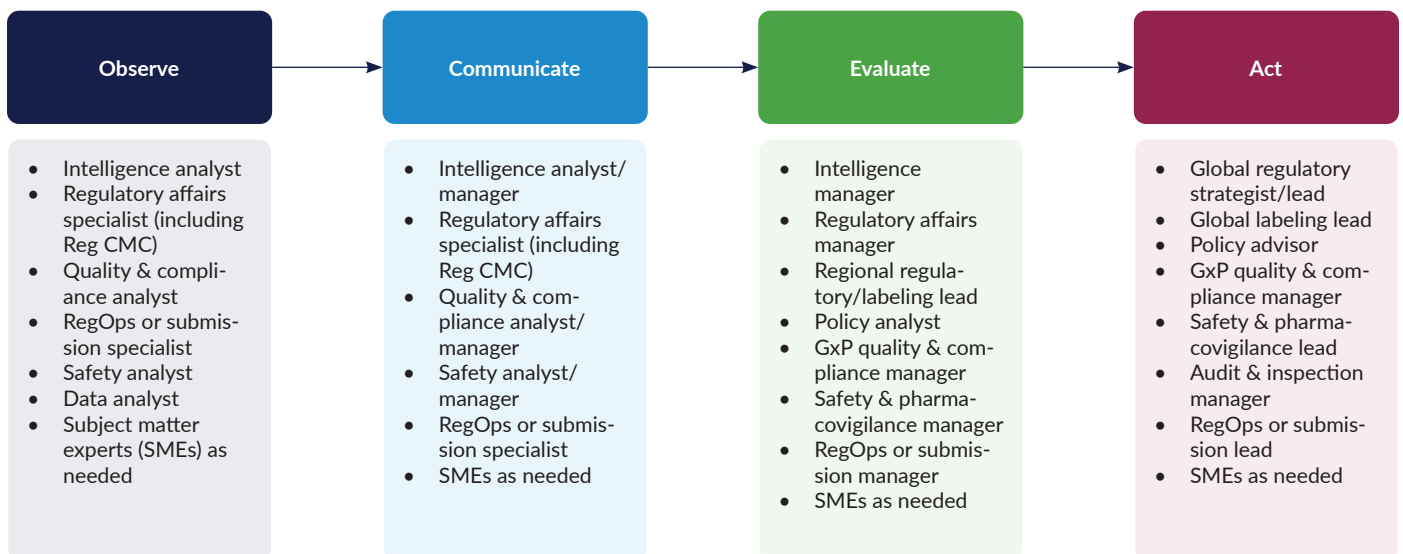 Observe
Communicate
Evaluate
Act
• Intelligence analyst
• Regulatory affairs
specialist (including
Reg CMC)
• Quality & compli-
ance analyst
• RegOps or submis-
sion specialist
• Safety analyst
• Data analyst
• Subject matter
experts (SMEs) as
needed
• Intelligence analyst/
manager
• Regulatory affairs
specialist (including
Reg CMC)
• Quality & com-
pliance analyst/
manager
• Safety analyst/
manager
• RegOps or submis-
sion specialist
• SMEs as needed
• Intelligence
manager
• Regulatory affairs
manager
• Regional regula-
tory/labeling lead
• Policy analyst
• GxP quality & com-
pliance manager
• Safety & pharma-
covigilance manager
• RegOps or submis-
sion manager
• SMEs as needed
• Global regulatory
strategist/lead
• Global labeling lead
• Policy advisor
• GxP quality & com-
pliance manager
• Safety & pharma-
covigilance lead
• Audit & inspection
manager
• RegOps or submis-
sion lead
• SMEs as needed